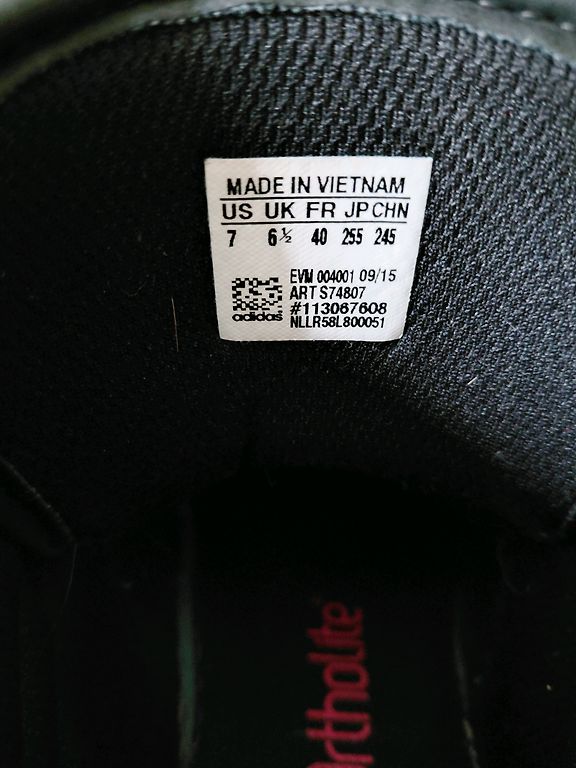 MADE IN VIETNAM
US UK FR JP CHN
7 6½ 40 255 245
EVM 004001 09/15
ART S74807
#113067608
NLLR58L800051
adidas
rthoLite